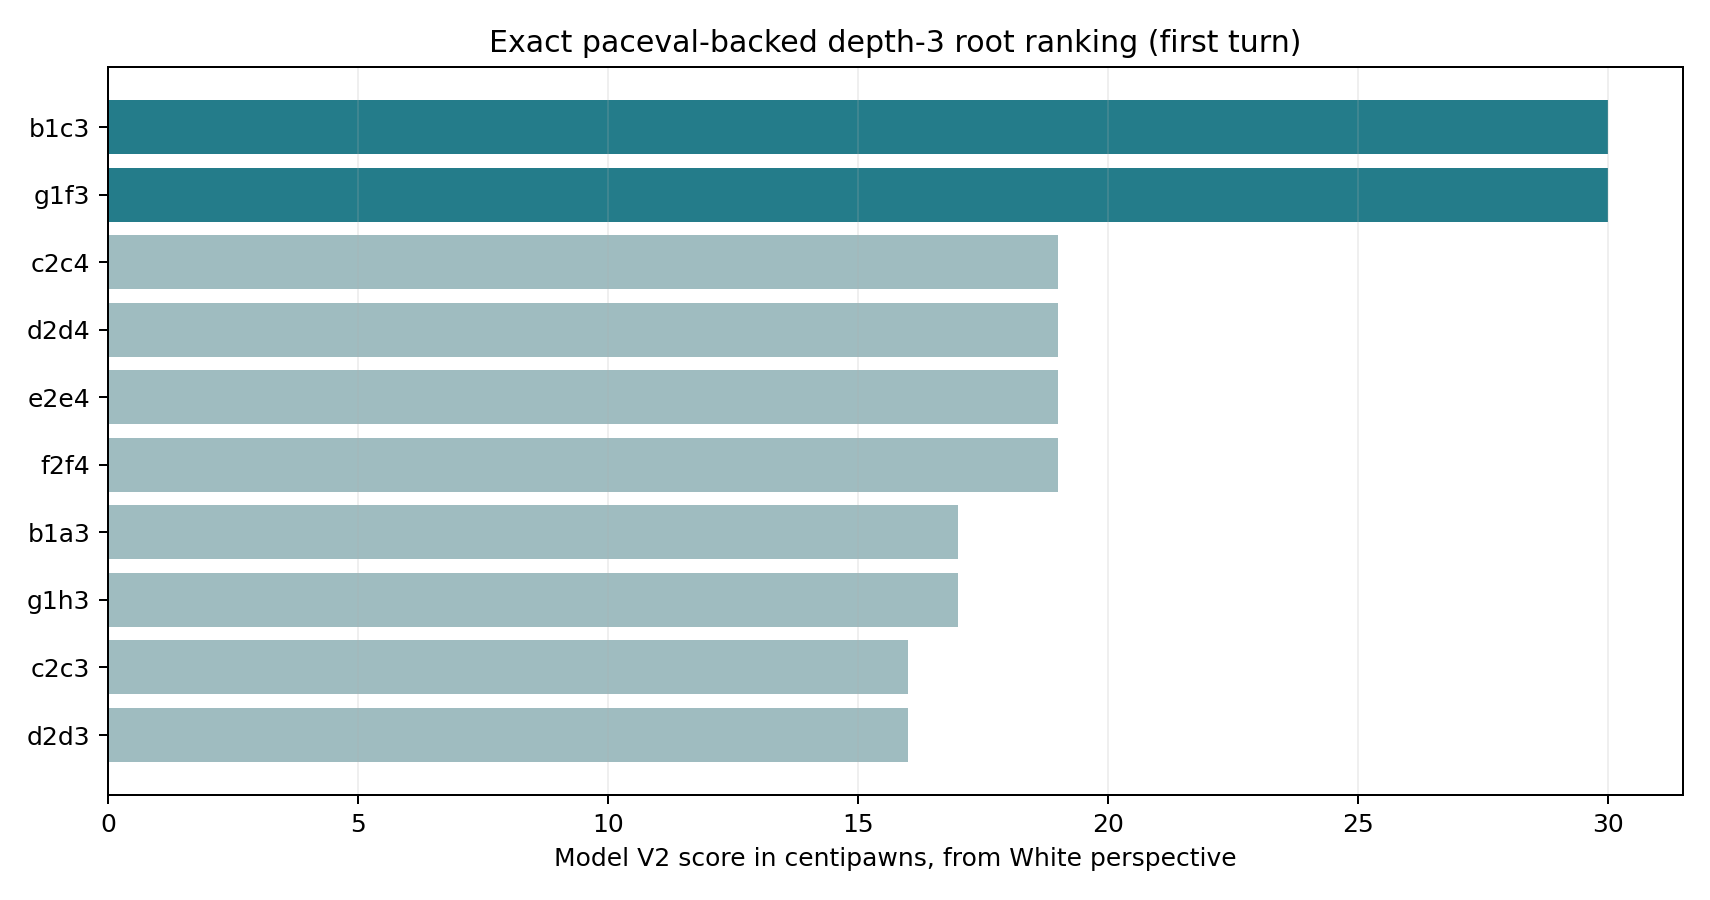 Exact paceval-backed depth-3 root ranking (first turn)
b1c3
g1f3
c2c4
d2d4
e2e4
f2f4
b1a3
g1h3
c2c3
d2d3
0 5 10 15 20 25 30
Model V2 score in centipawns, from White perspective